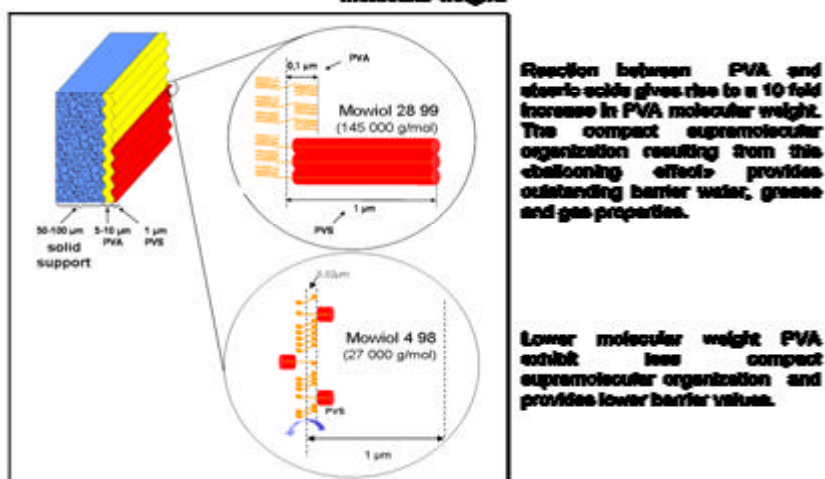 molecular weight
0,1 µm
PVA
Mowiol 28 99
(145 000 g/mol)
1 µm
PVS
50-100 µm 5-10 µm 1 µm
solid PVA PVS
support
0,02µm
Mowiol 4 98
(27 000 g/mol)
PVS
1 µm
Reaction between PVA and
stearic acids gives rise to a 10 fold
increase in PVA molecular weight.
The compact supramolecular
organization resulting from this
«ballooning effect» provides
outstanding barrier water, grease
and gas properties.
Lower molecular weight PVA
exhibit less compact
supramolecular organization and
provides lower barrier values.